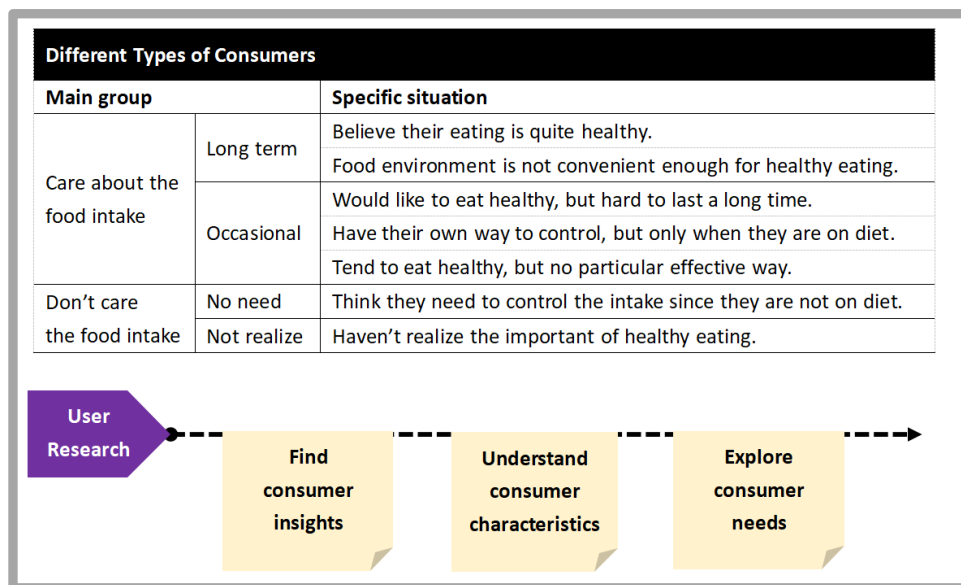 Different Types of Consumers
Main group
Specific situation
Care about the
food intake
Long term
Believe their eating is quite healthy.
Food environment is not convenient enough for healthy eating.
Occasional
Would like to eat healthy, but hard to last a long time.
Have their own way to control, but only when they are on diet.
Tend to eat healthy, but no particular effective way.
Don’t care
the food intake
No need
Think they need to control the intake since they are not on diet.
Not realize
Haven’t realize the important of healthy eating.
User
Research
Find
consumer
insights
Understand
consumer
characteristics
Explore
consumer
needs